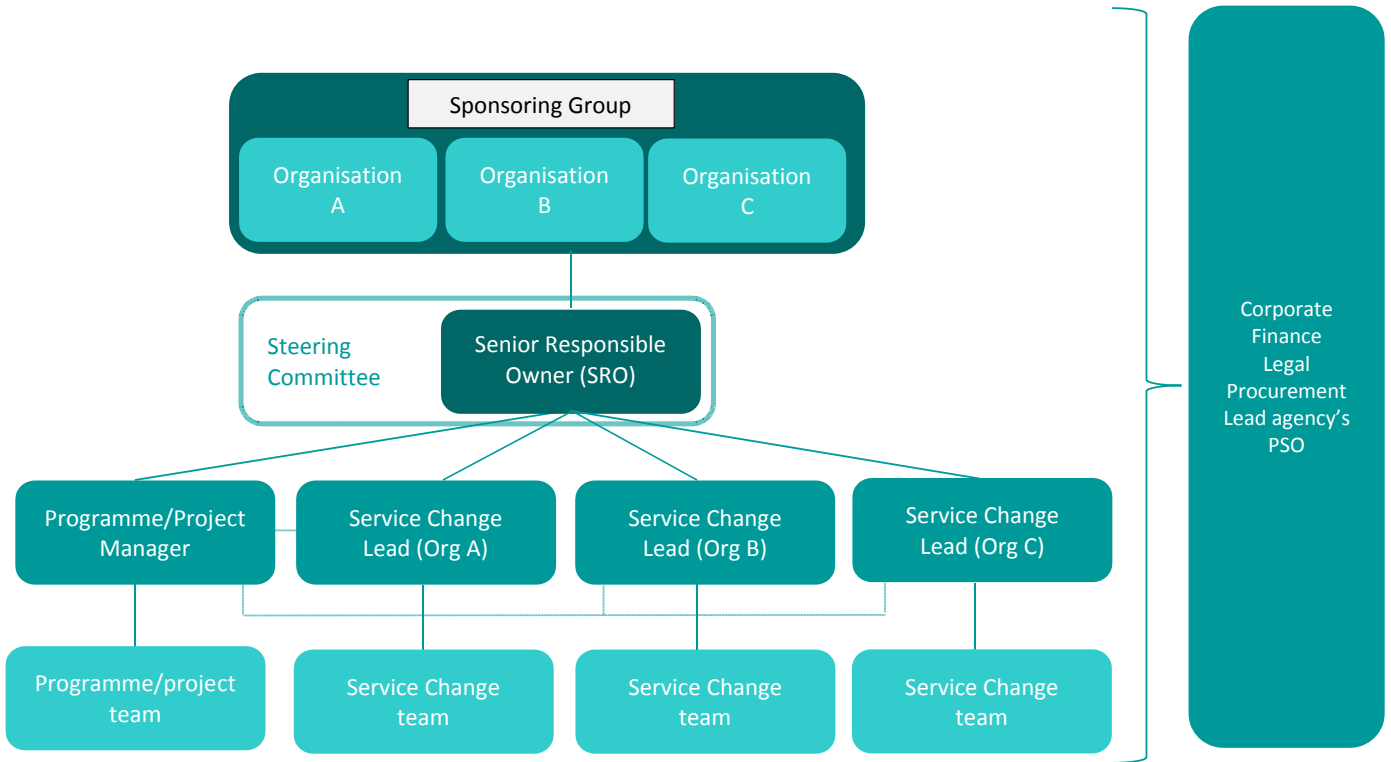 Sponsoring Group
Organisation
A
Organisation
B
Organisation
C
Steering
Committee
Senior Responsible
Owner (SRO)
Programme/Project
Manager
Service Change
Lead (Org A)
Service Change
Lead (Org B)
Service Change
Lead (Org C)
Programme/project
team
Service Change
team
Service Change
team
Service Change
team
Corporate
Finance
Legal
Procurement
Lead agency’s
PSO